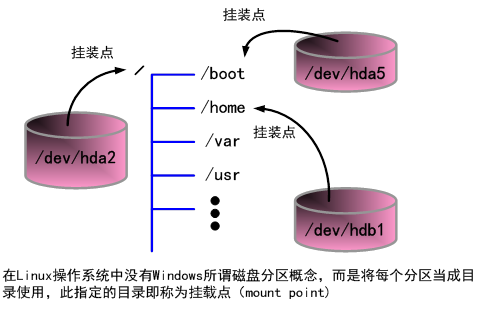 挂装点
挂装点
/
/boot
/dev/hda5
/home
挂装点
/dev/hda2
/var
/usr
/dev/hdb1
在Linux操作系统中没有Windows所谓磁盘分区概念，而是将每个分区当成目
录使用，此指定的目录即称为挂载点（mount point)